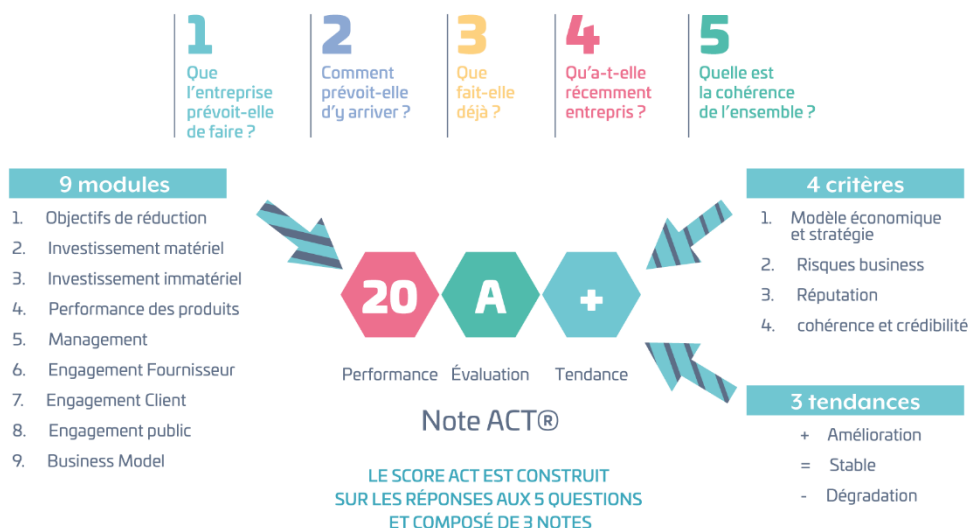 1
Que
l'entreprise
prévoit-elle
de faire ?
2
Comment
prévoit-elle
d'y arriver ?
3
Que
fait-elle
déjà ?
4
Qu'a-t-elle
récemment
entrepris ?
5
Quelle est
la cohérence
de l'ensemble ?
9 modules
1. Objectifs de réduction
2. Investissement matériel
3. Investissement immatériel
4. Performance des produits
5. Management
6. Engagement Fournisseur
7. Engagement Client
8. Engagement public
9. Business Model
20 A +
Performance Évaluation Tendance
Note ACT®
LE SCORE ACT EST CONSTRUIT
SUR LES RÉPONSES AUX 5 QUESTIONS
ET COMPOSÉ DE 3 NOTES
4 critères
1. Modèle économique
et stratégie
2. Risques business
3. Réputation
4. cohérence et crédibilité
3 tendances
+ Amélioration
= Stable
- Dégradation